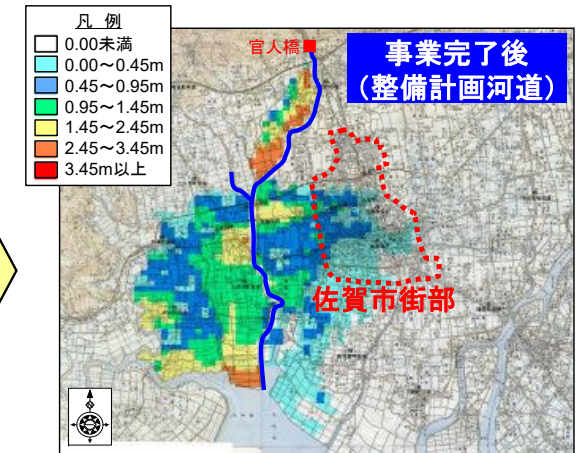 凡 例
0.00未満
0.00～0.45m
0.45～0.95m
0.95～1.45m
1.45～2.45m
2.45～3.45m
3.45m以上
官人橋
事業完了後
（整備計画河道）
佐賀市街部